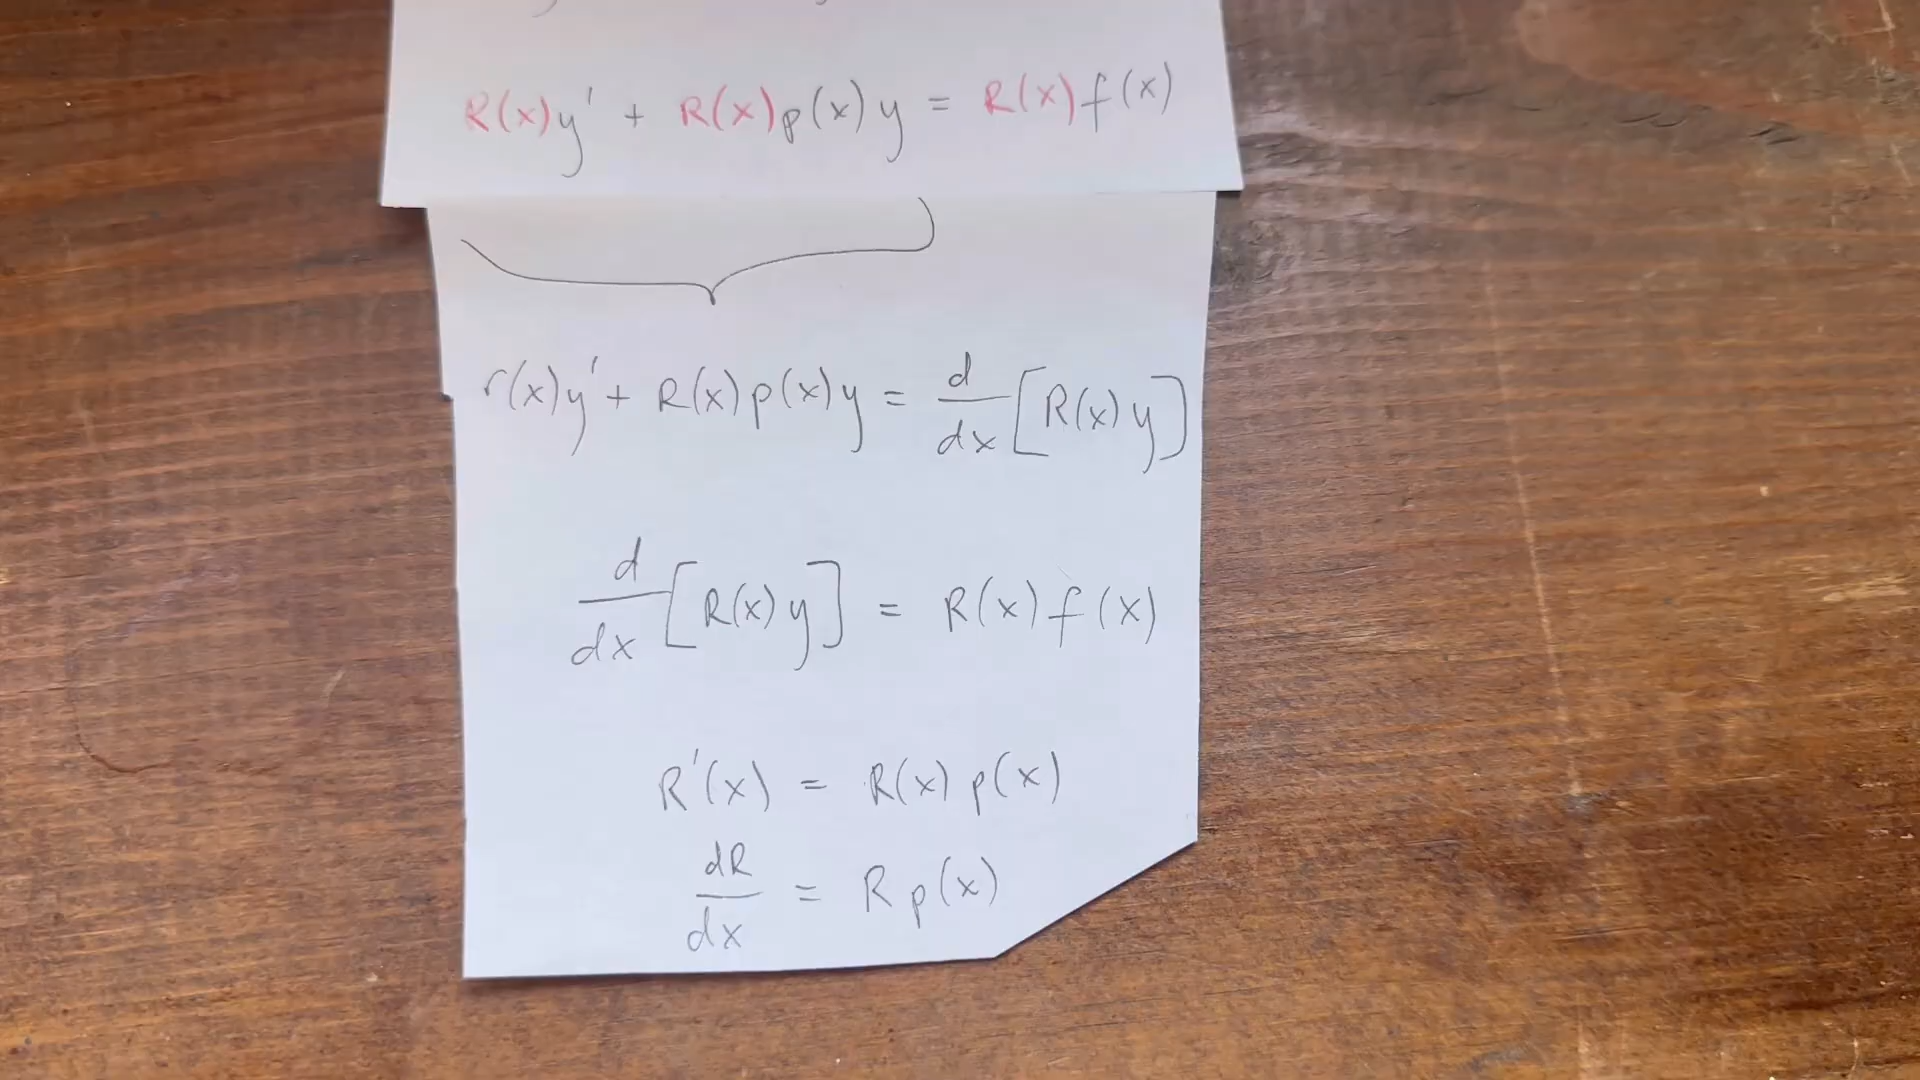 R(x)y' + R(x)p(x)y = R(x)f(x)
r(x)y' + R(x)p(x)y = d/dx [R(x)y]
d/dx [R(x)y] = R(x)f(x)
R'(x) = R(x)p(x)
dR/dx = Rp(x)